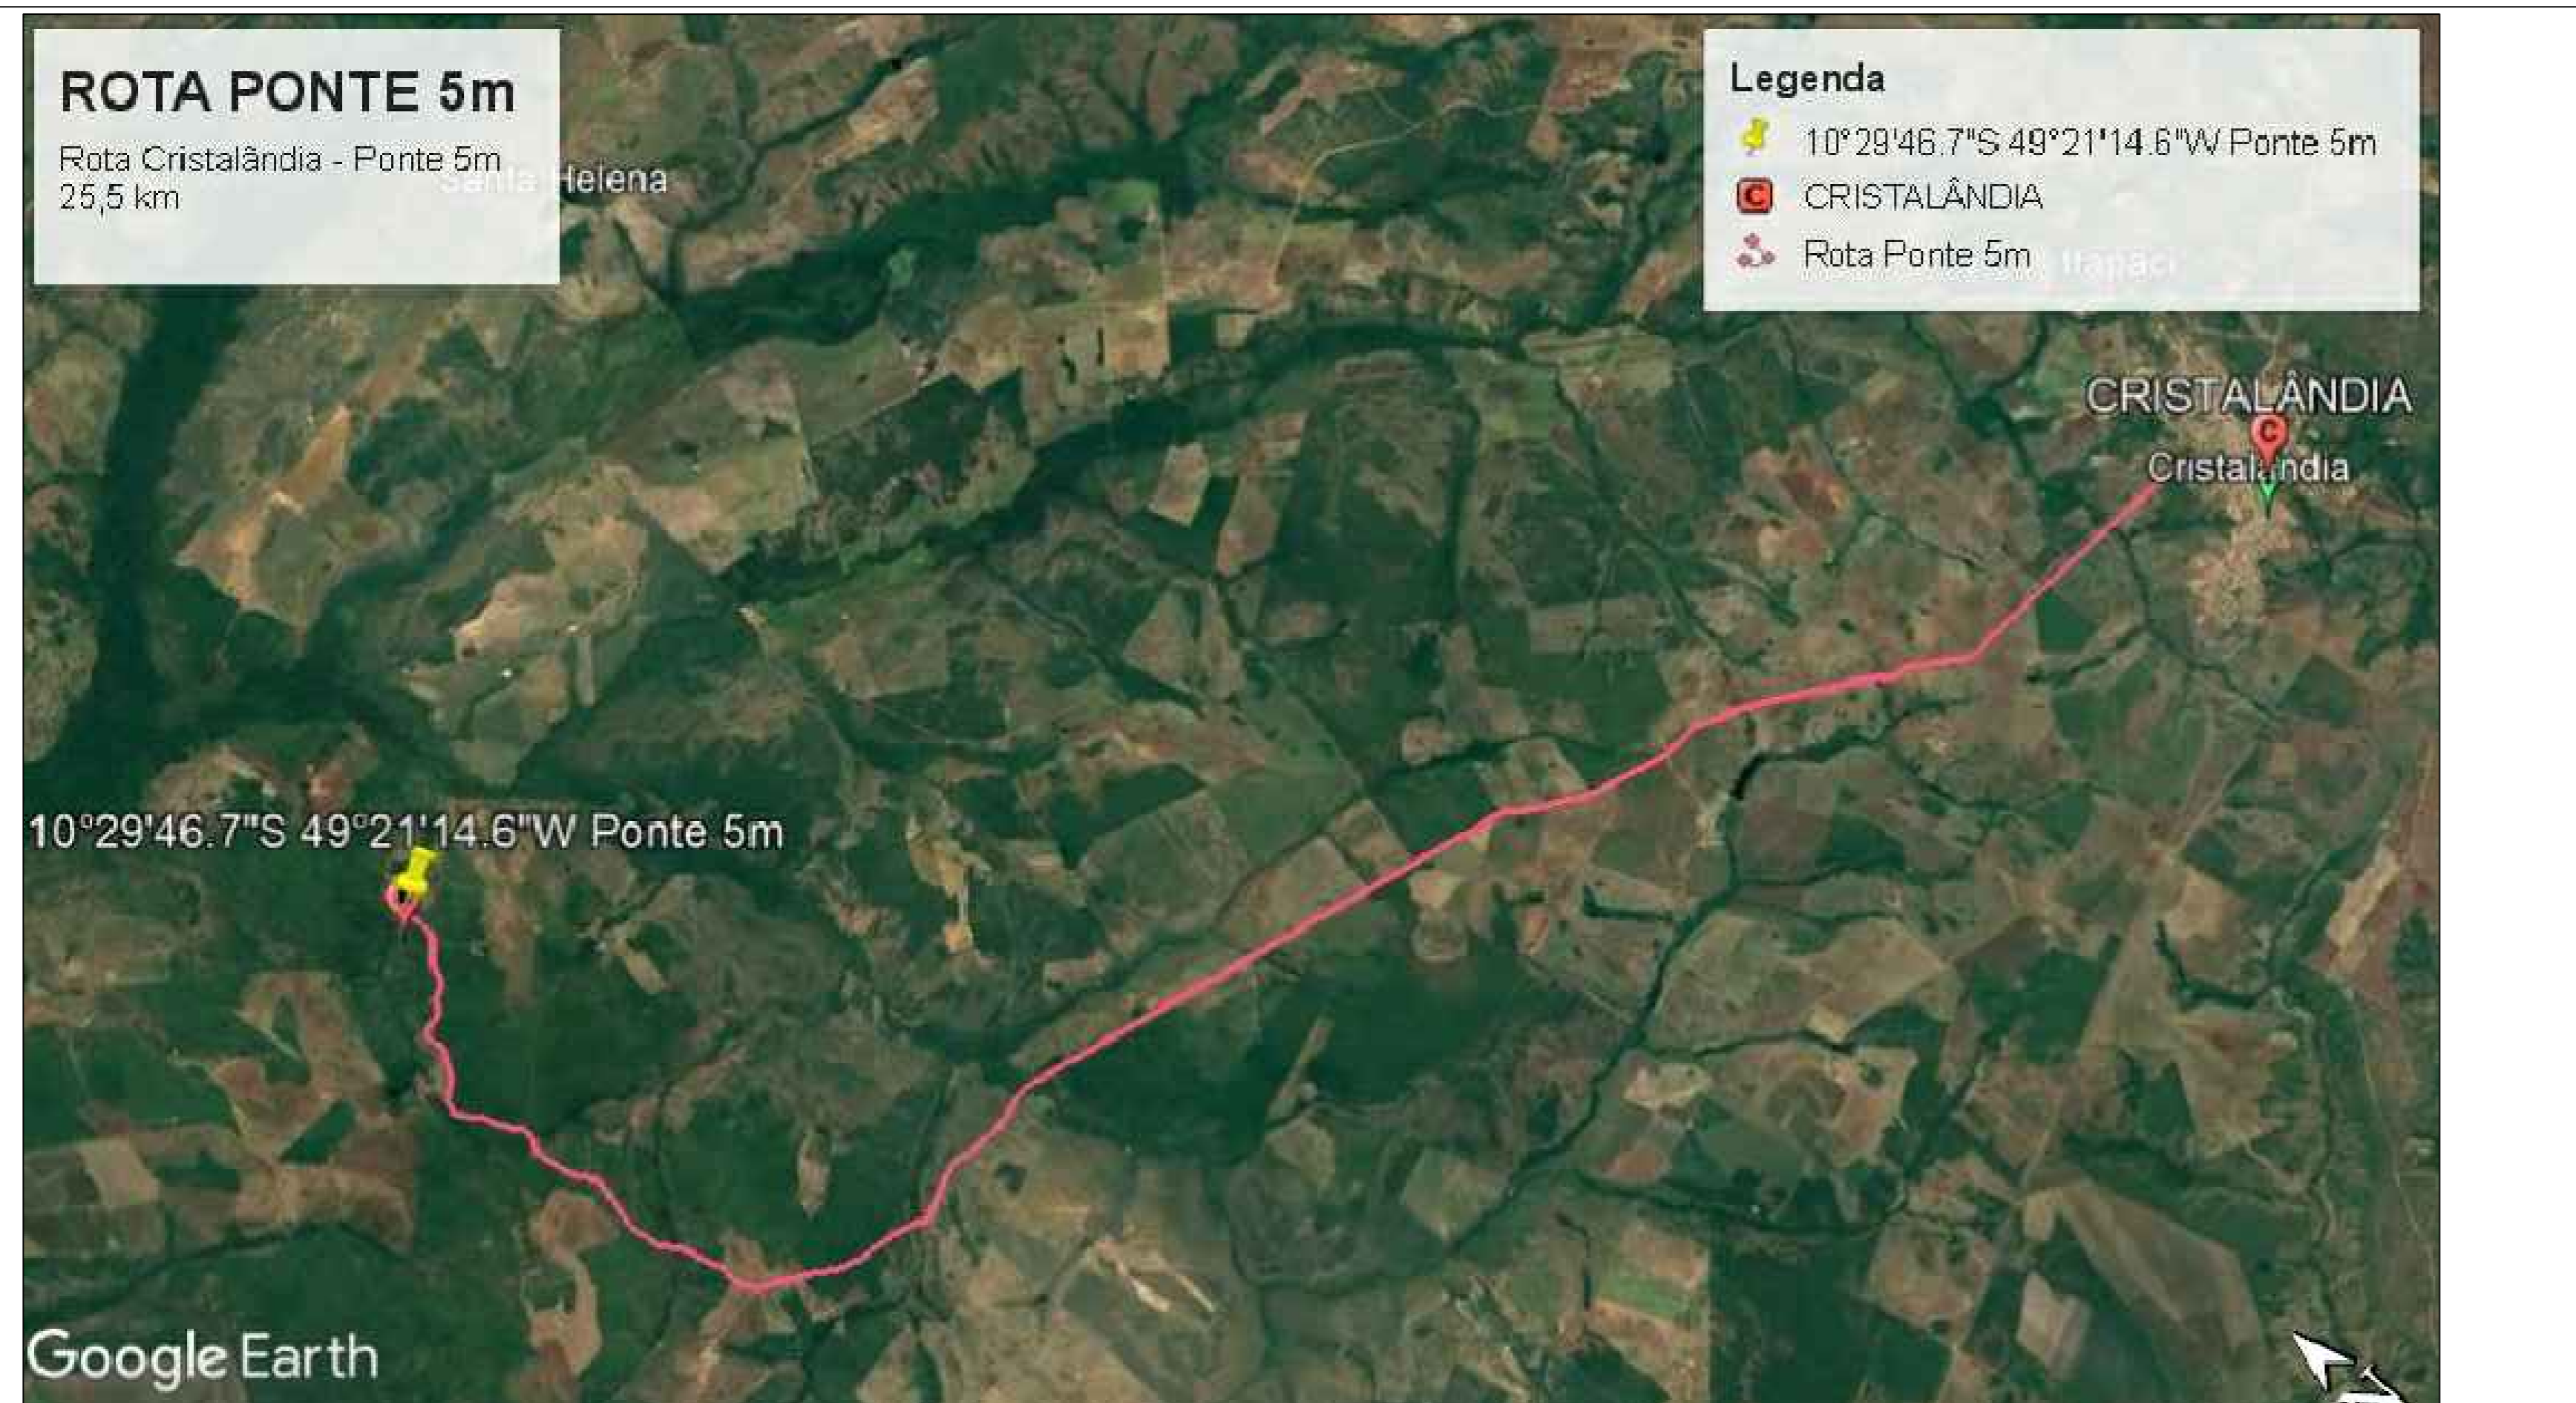 ROTA PONTE 5m
Rota Cristalândia - Ponte 5m
25,5 km
Santa Helena
Legenda
10°29'46.7"S 49°21'14.6"W Ponte 5m
C CRISTALÂNDIA
Rota Ponte 5m
Itapaci
CRISTALÂNDIA
C
Cristalandia
10°29'46.7"S 49°21'14.6"W Ponte 5m
Google Earth